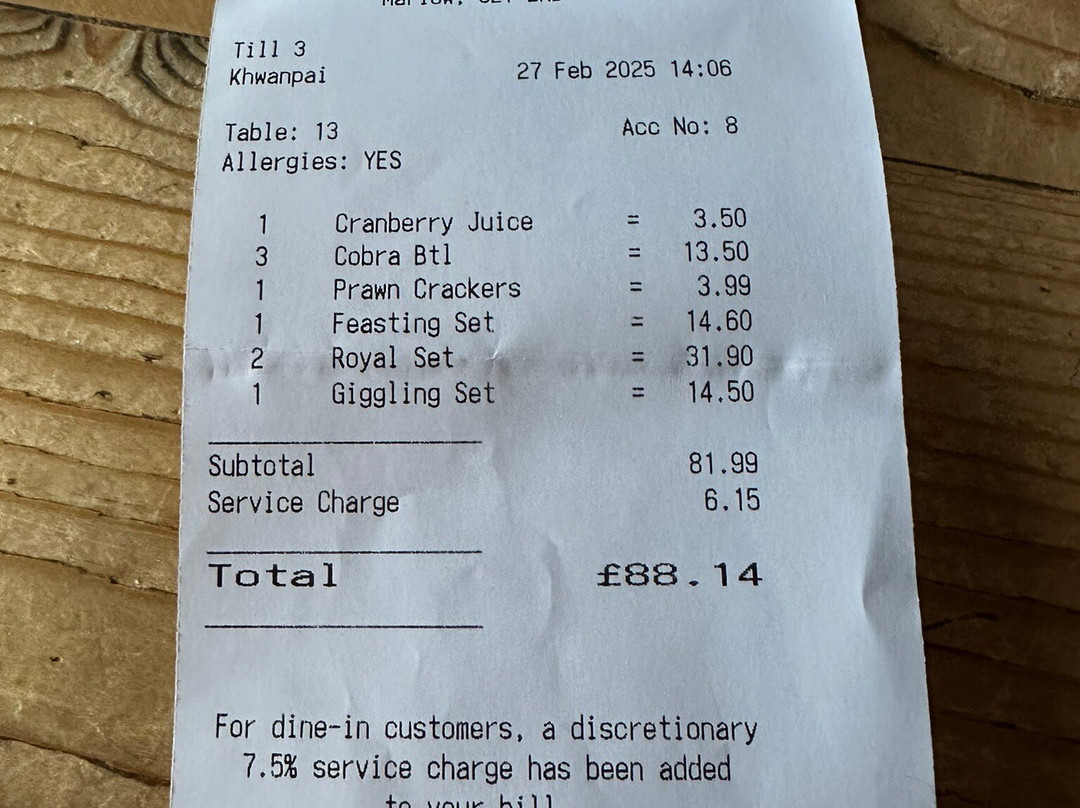 Till 3
Khwanpai 27 Feb 2025 14:06
Table: 13 Acc No: 8
Allergies: YES
1 Cranberry Juice = 3.50
3 Cobra Btl = 13.50
1 Prawn Crackers = 3.99
1 Feasting Set = 14.60
2 Royal Set = 31.90
1 Giggling Set = 14.50
Subtotal 81.99
Service Charge 6.15
Total £88.14
For dine-in customers, a discretionary
7.5% service charge has been added
to your bill